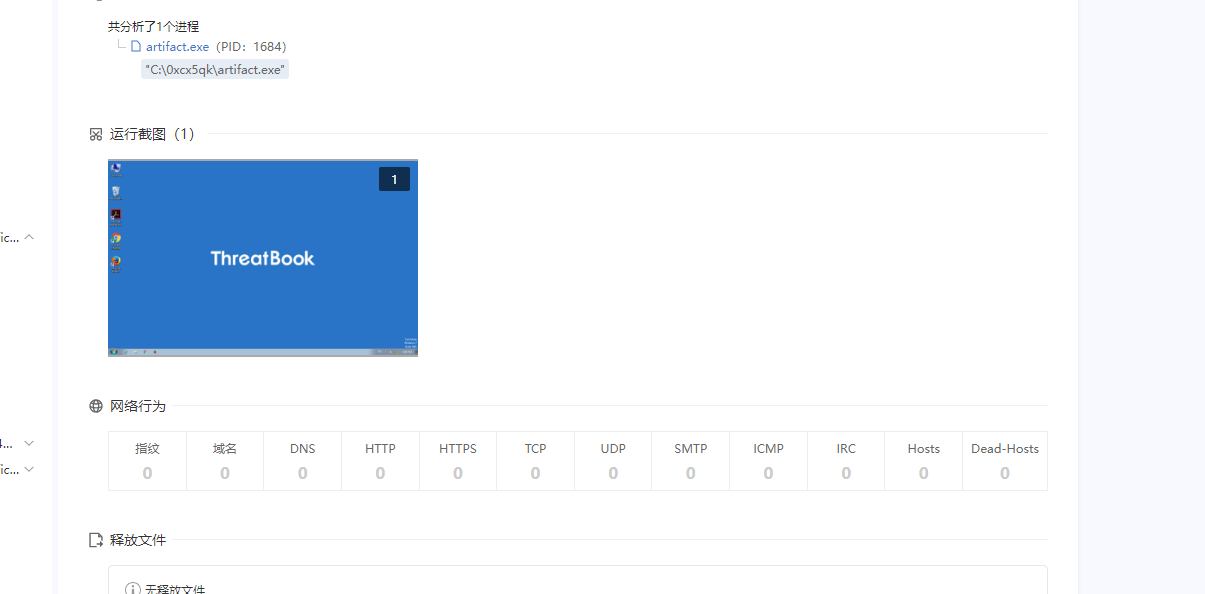 共分析了1个进程
artifact.exe（PID：1684）
"C:\0xcx5qk\artifact.exe"
运行截图（1）
1
ThreatBook
ic...
网络行为
指纹 域名 DNS HTTP HTTPS TCP UDP SMTP ICMP IRC Hosts Dead-Hosts
0 0 0 0 0 0 0 0 0 0 0 0
4...
ic...
释放文件
无释放文件